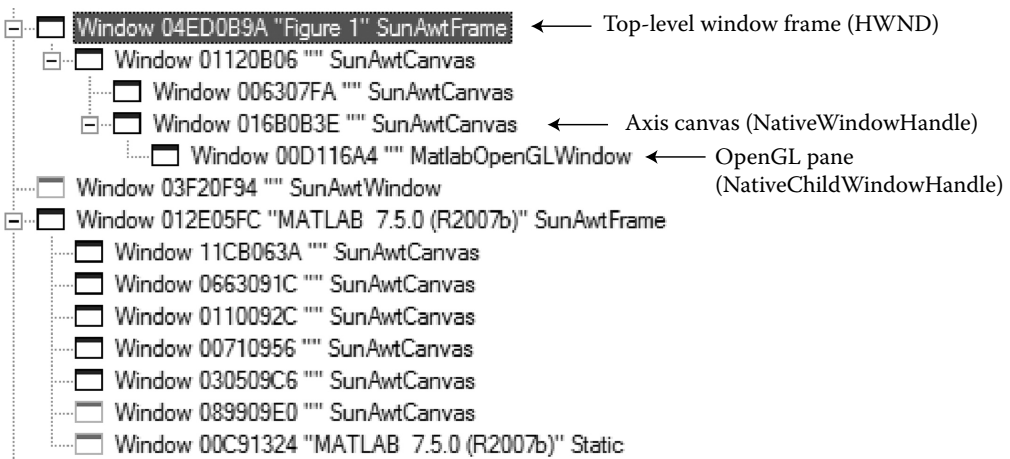 Window 04ED0B9A "Figure 1" SunAwtFrame Top-level window frame (HWND)
Window 01120B06 "" SunAwtCanvas
Window 006307FA "" SunAwtCanvas
Window 016B0B3E "" SunAwtCanvas Axis canvas (NativeWindowHandle)
Window 00D116A4 "" MatlabOpenGLWindow OpenGL pane
(NativeChildWindowHandle)
Window 03F20F94 "" SunAwtWindow
Window 012E05FC "MATLAB 7.5.0 (R2007b)" SunAwtFrame
Window 11CB063A "" SunAwtCanvas
Window 0663091C "" SunAwtCanvas
Window 0110092C "" SunAwtCanvas
Window 00710956 "" SunAwtCanvas
Window 030509C6 "" SunAwtCanvas
Window 089909E0 "" SunAwtCanvas
Window 00C91324 "MATLAB 7.5.0 (R2007b)" Static